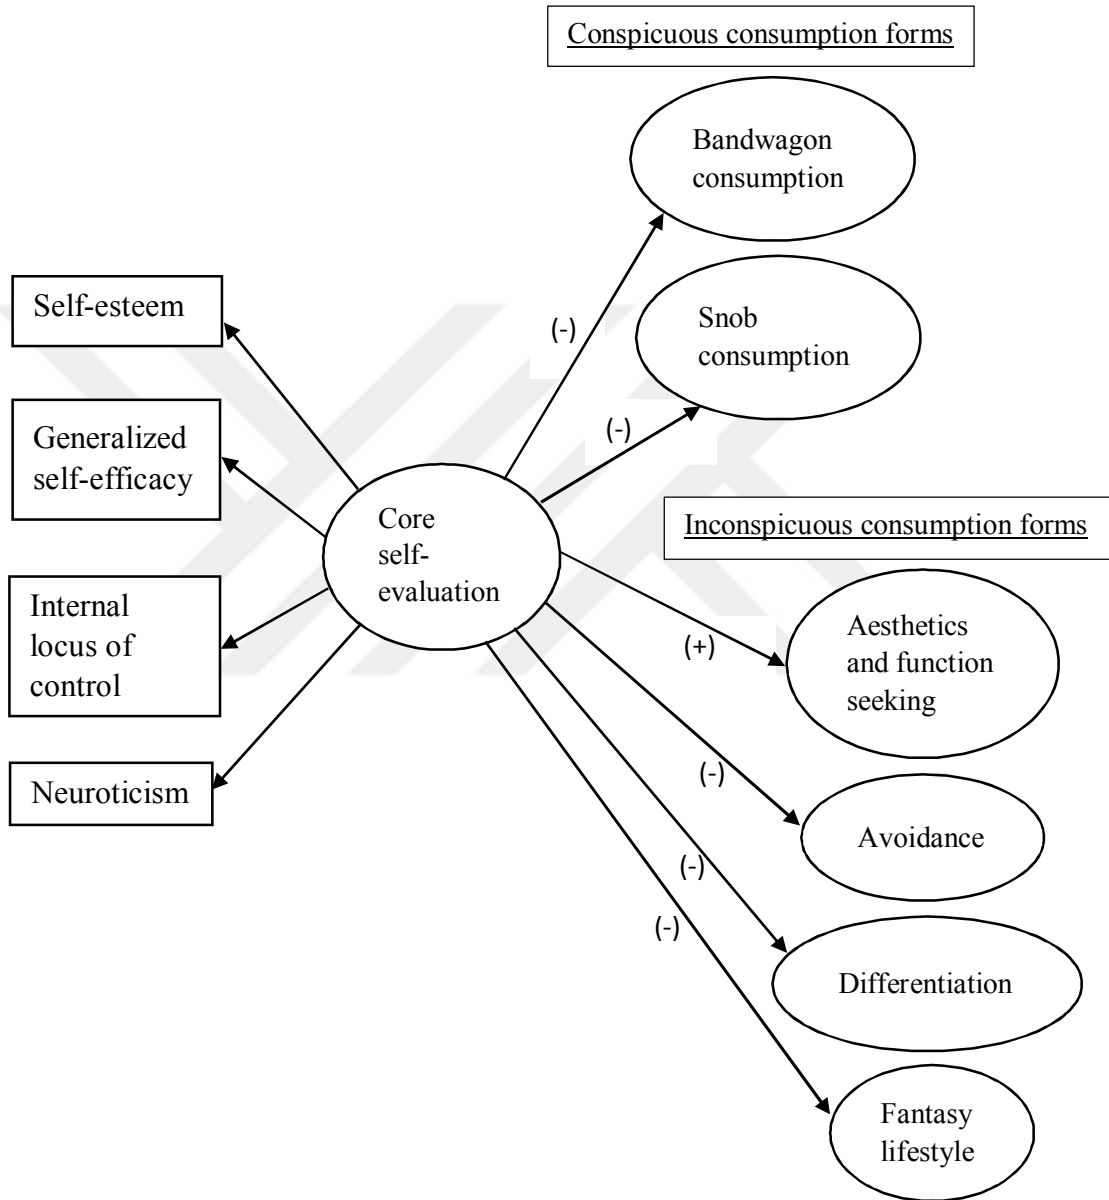 Conspicuous consumption forms
Bandwagon
consumption
Self-esteem
(-)
Snob
consumption
Generalized
self-efficacy
(-)
Core
self-
evaluation
Inconspicuous consumption forms
Internal
locus of
control
(+)
Aesthetics
and function
seeking
Neuroticism
(-)
Avoidance
(-)
(-)
Differentiation
Fantasy
lifestyle